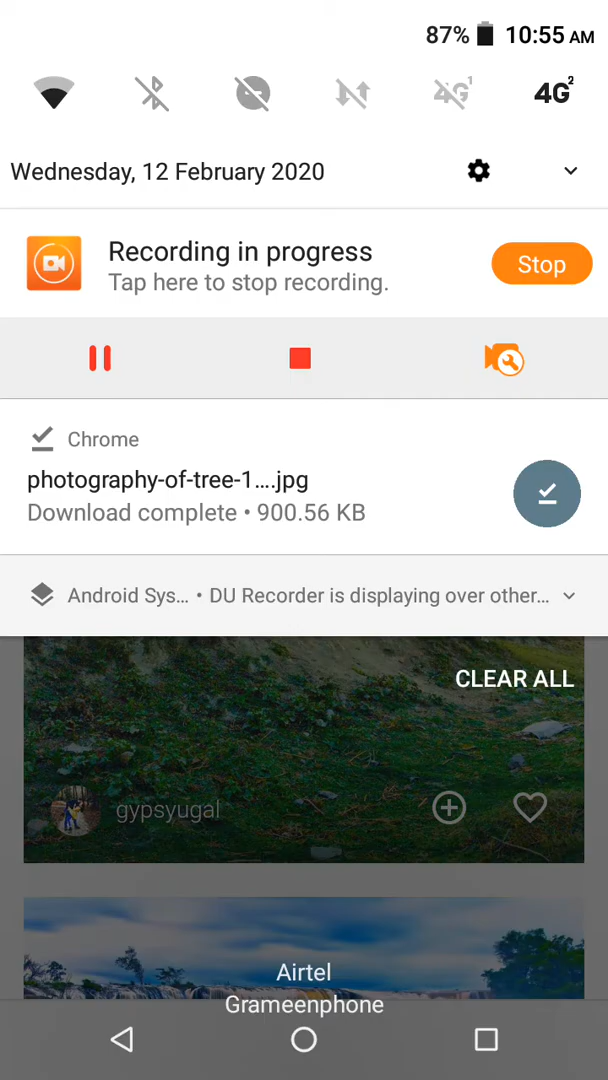 87% 10:55 AM
4G1 4G2
Wednesday, 12 February 2020
Recording in progress
Tap here to stop recording.
Stop
Chrome
photography-of-tree-1....jpg
Download complete • 900.56 KB
Android Sys... • DU Recorder is displaying over other...
CLEAR ALL
gypsyugal
Airtel
Grameenphone